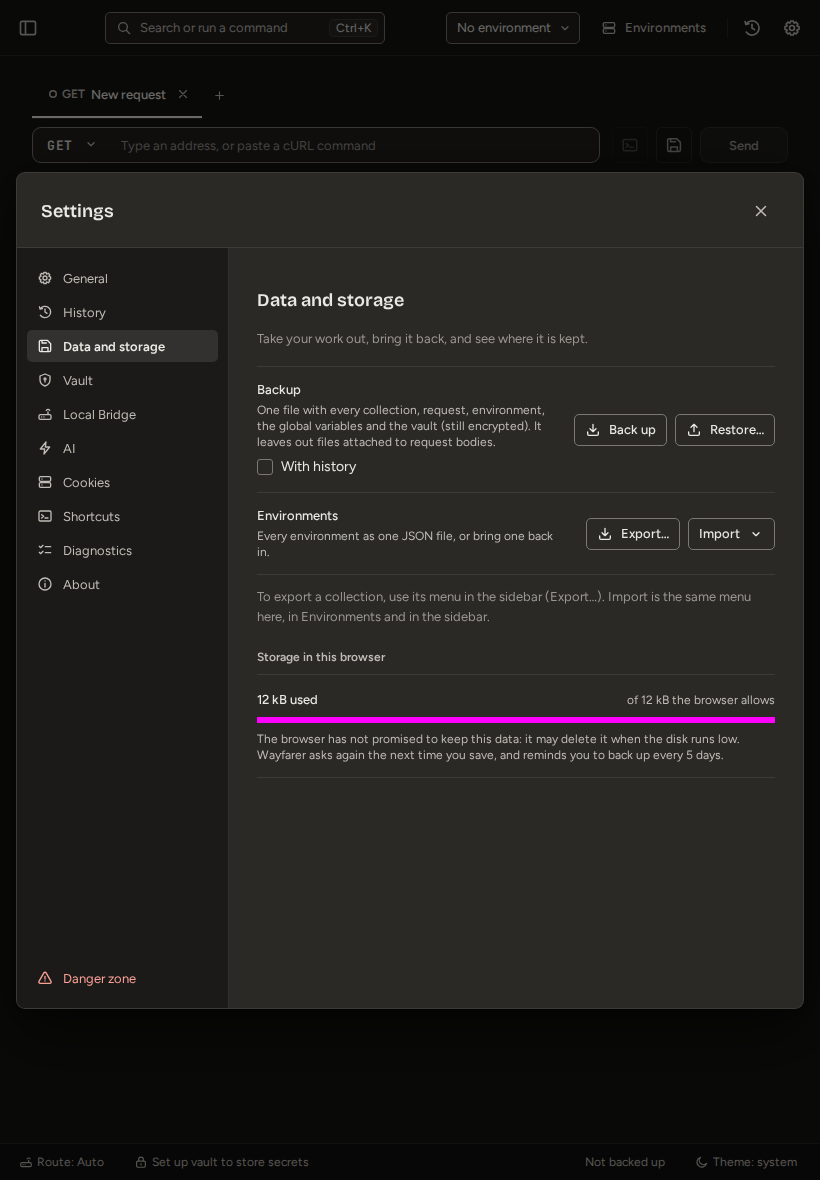 Search or run a command
Ctrl+K
No environment
Environments
GET New request
GET
Type an address, or paste a cURL command
Send
Settings
General
History
Data and storage
Vault
Local Bridge
AI
Cookies
Shortcuts
Diagnostics
About
Danger zone
Data and storage
Take your work out, bring it back, and see where it is kept.
Backup
One file with every collection, request, environment,
the global variables and the vault (still encrypted). It
leaves out files attached to request bodies.
With history
Back up
Restore...
Environments
Every environment as one JSON file, or bring one back
in.
Export...
Import
To export a collection, use its menu in the sidebar (Export...). Import is the same menu
here, in Environments and in the sidebar.
Storage in this browser
12 kB used
of 12 kB the browser allows
The browser has not promised to keep this data: it may delete it when the disk runs low.
Wayfarer asks again the next time you save, and reminds you to back up every 5 days.
Route: Auto
Set up vault to store secrets
Not backed up
Theme: system